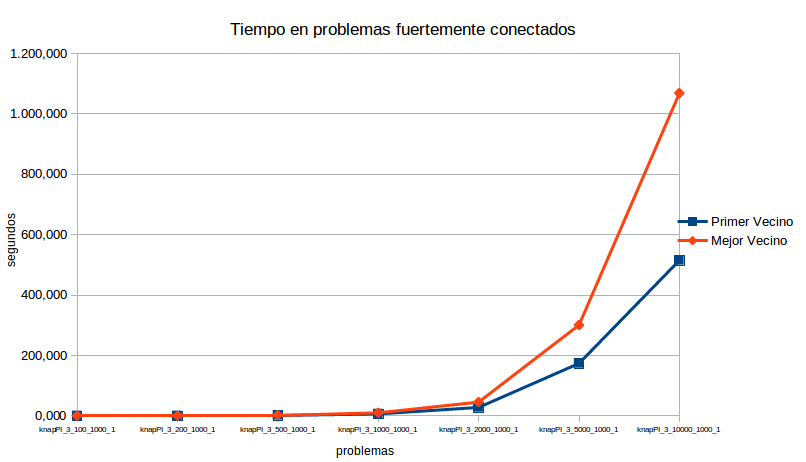 Tiempo en problemas fuertemente conectados
1.200,000
1.000,000
800,000
600,000
400,000
200,000
0,000
segundos
knapPI_3_100_1000_1
knapPI_3_200_1000_1
knapPI_3_500_1000_1
knapPI_3_1000_1000_1
knapPI_3_2000_1000_1
knapPI_3_5000_1000_1
knapPI_3_10000_1000_1
problemas
Primer Vecino
Mejor Vecino